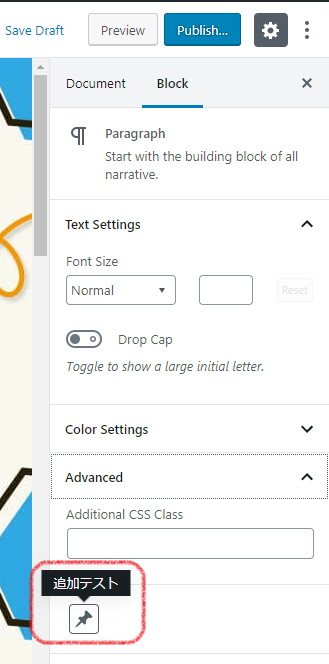 Save Draft
Preview
Publish...
Document
Block
Paragraph
Start with the building block of all
narrative.
Text Settings
Font Size
Normal
Reset
Drop Cap
Toggle to show a large initial letter.
Color Settings
Advanced
Additional CSS Class
追加テスト